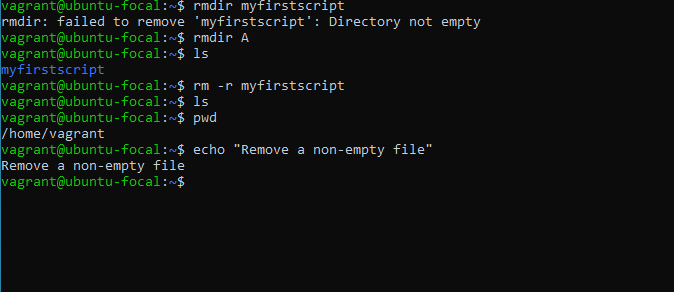 vagrant@ubuntu-focal:~$ rmdir myfirstscript
rmdir: failed to remove 'myfirstscript': Directory not empty
vagrant@ubuntu-focal:~$ rmdir A
vagrant@ubuntu-focal:~$ ls
myfirstscript
vagrant@ubuntu-focal:~$ rm -r myfirstscript
vagrant@ubuntu-focal:~$ ls
vagrant@ubuntu-focal:~$ pwd
/home/vagrant
vagrant@ubuntu-focal:~$ echo "Remove a non-empty file"
Remove a non-empty file
vagrant@ubuntu-focal:~$